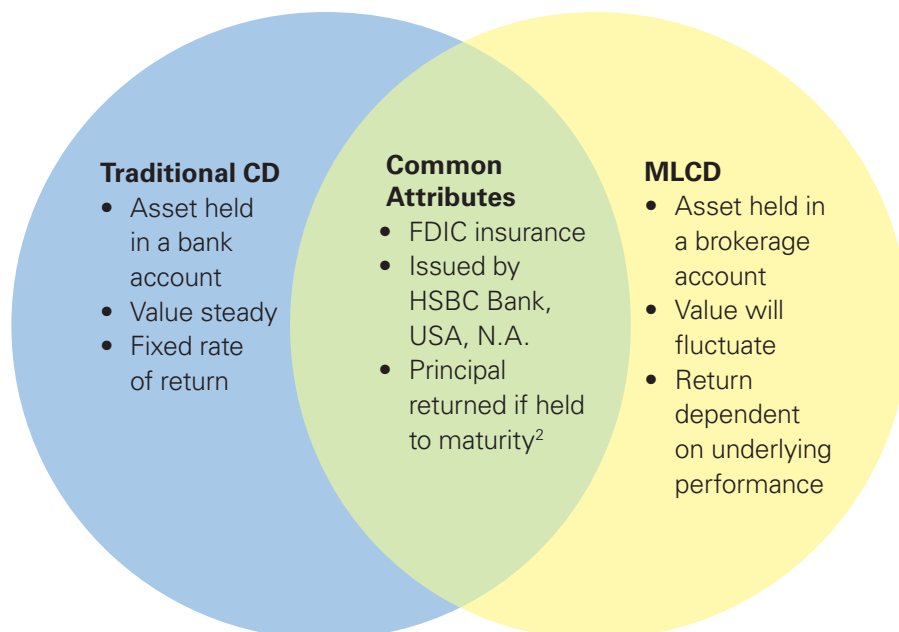 Traditional CD
• Asset held
in a bank
account
• Value steady
• Fixed rate
of return
Common
Attributes
• FDIC insurance
• Issued by
HSBC Bank,
USA, N.A.
• Principal
returned if held
to maturity²
MLCD
• Asset held in
a brokerage
account
• Value will
fluctuate
• Return
dependent
on underlying
performance